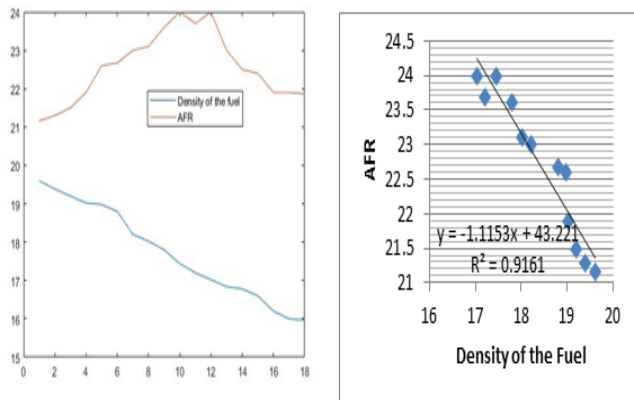 24
23
22
21
20
19
18
17
16
15
0 2 4 6 8 10 12 14 16 18
Density of the fuel
AFR
24.5
24
23.5
23
22.5
22
21.5
21
AFR
y = -1.1153x + 43.221
R² = 0.9161
16 17 18 19 20
Density of the Fuel